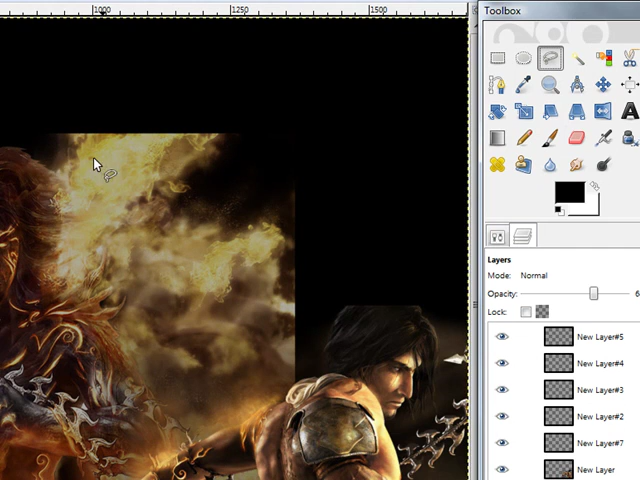 1000
1250
1500
Toolbox
Layers
Mode: Normal
Opacity: 6
Lock:
New Layer#5
New Layer#4
New Layer#3
New Layer#2
New Layer#7
New Layer